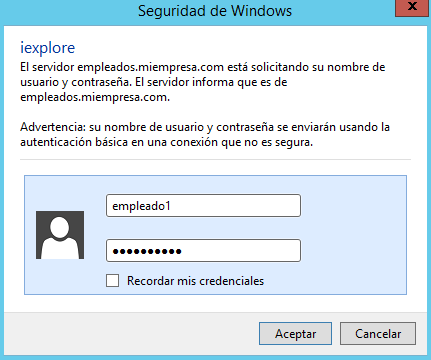 Seguridad de Windows
x
iexplore
El servidor empleados.miempresa.com está solicitando su nombre de
usuario y contraseña. El servidor informa que es de
empleados.miempresa.com.
Advertencia: su nombre de usuario y contraseña se enviarán usando la
autenticación básica en una conexión que no es segura.
empleado1
●●●●●●●●●●
Recordar mis credenciales
Aceptar
Cancelar